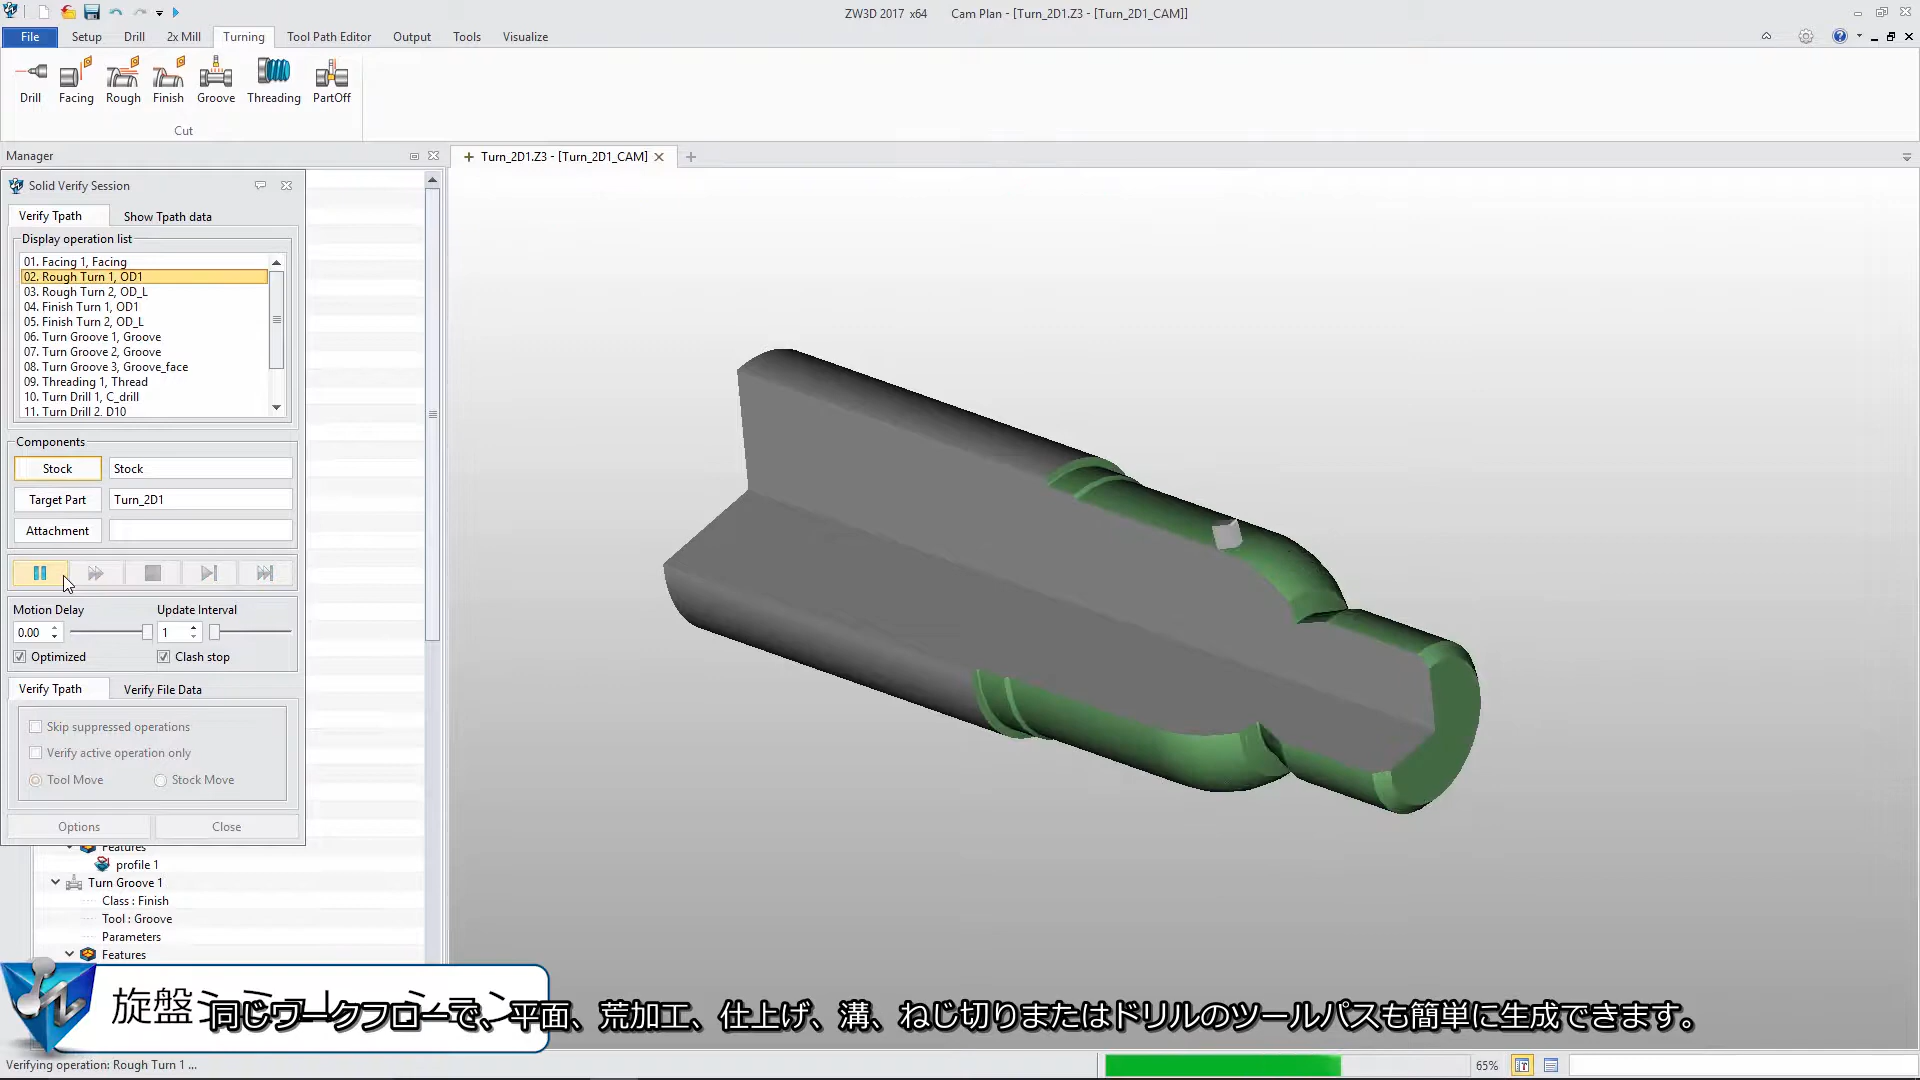 ZW3D 2017 x64 Cam Plan - [Turn_2D1.Z3 - [Turn_2D1_CAM]]
File Setup Drill 2x Mill Turning Tool Path Editor Output Tools Visualize
Drill Facing Rough Finish Groove Threading PartOff
Cut
Manager
Turn_2D1.Z3 - [Turn_2D1_CAM]
Solid Verify Session
Verify Tpath Show Tpath data
Display operation list
01. Facing 1, Facing
02. Rough Turn 1, OD1
03. Rough Turn 2, OD_L
04. Finish Turn 1, OD1
05. Finish Turn 2, OD_L
06. Turn Groove 1, Groove
07. Turn Groove 2, Groove
08. Turn Groove 3, Groove_face
09. Threading 1, Thread
10. Turn Drill 1, C_drill
11. Turn Drill 2, D10
Components
Stock Stock
Target Part Turn_2D1
Attachment
Motion Delay Update Interval
0.00 1
Optimized Clash stop
Verify Tpath Verify File Data
Skip suppressed operations
Verify active operation only
Tool Move Stock Move
Options Close
Features
profile 1
Turn Groove 1
Class : Finish
Tool : Groove
Parameters
Features
旋盤シミュレーション
同じワークフローで、平面、荒加工、仕上げ、溝、ねじ切りまたはドリルのツールパスも簡単に生成できます。
Verifying operation: Rough Turn 1 ...
65%